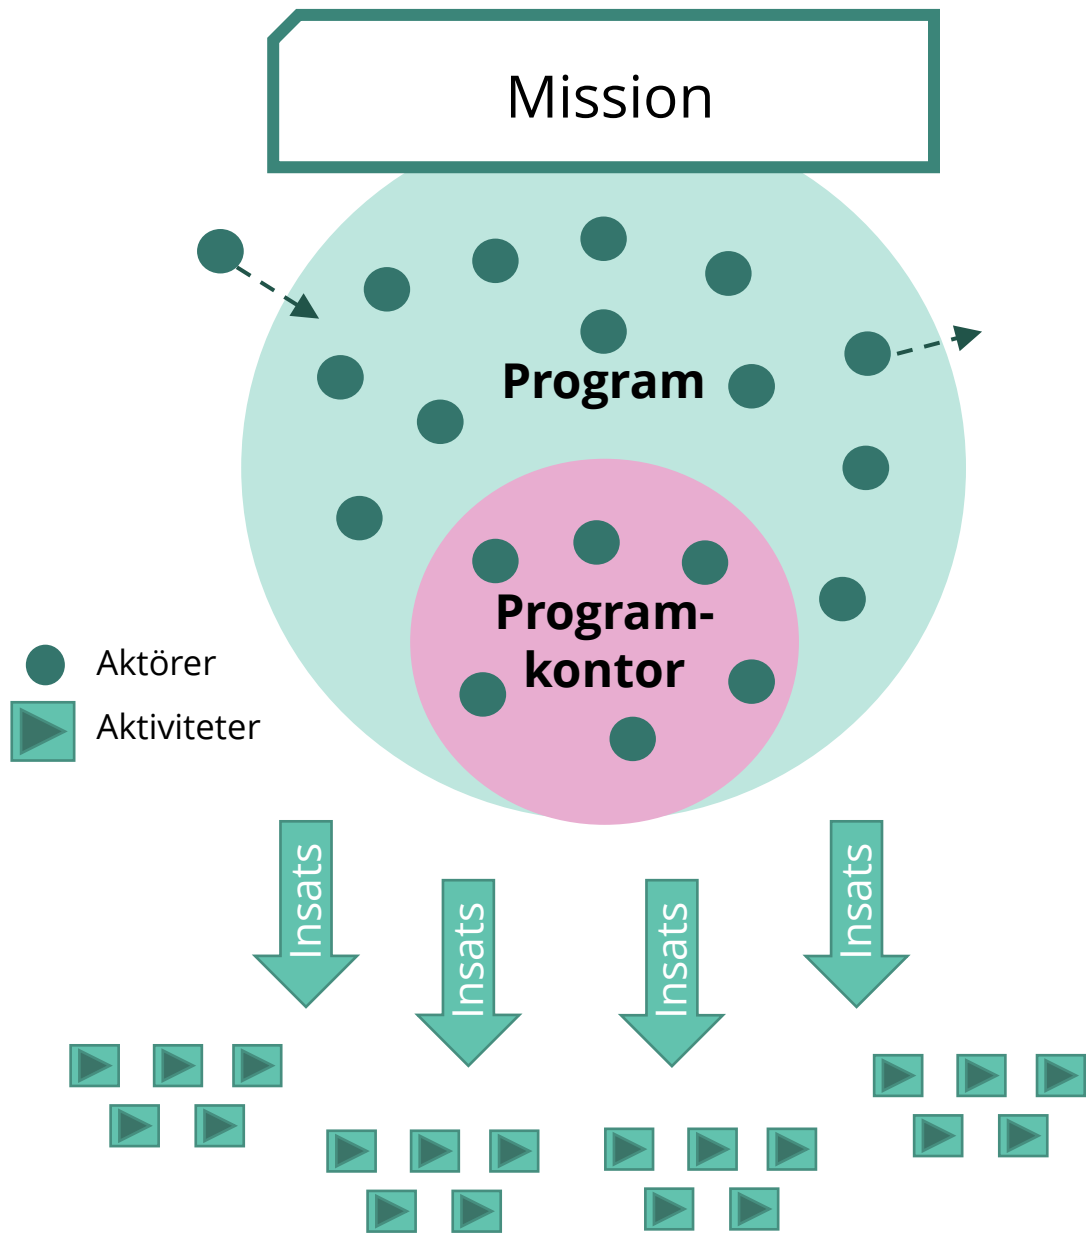 Mission
Program
Program-
kontor
Aktörer
Aktiviteter
Insats
Insats
Insats
Insats